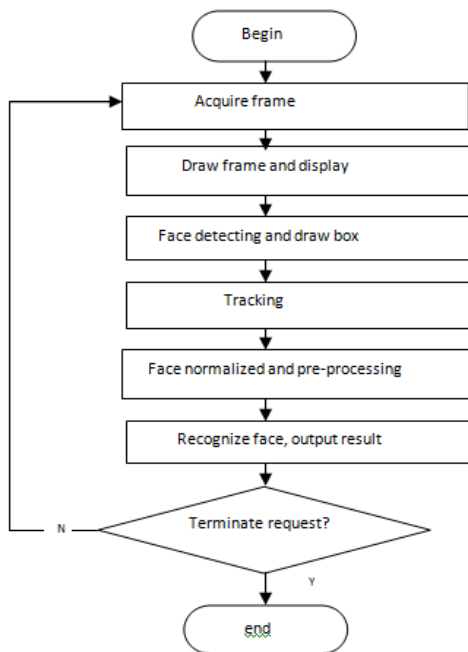 Begin
Acquire frame
Draw frame and display
Face detecting and draw box
Tracking
Face normalized and pre-processing
Recognize face, output result
Terminate request?
N
Y
end